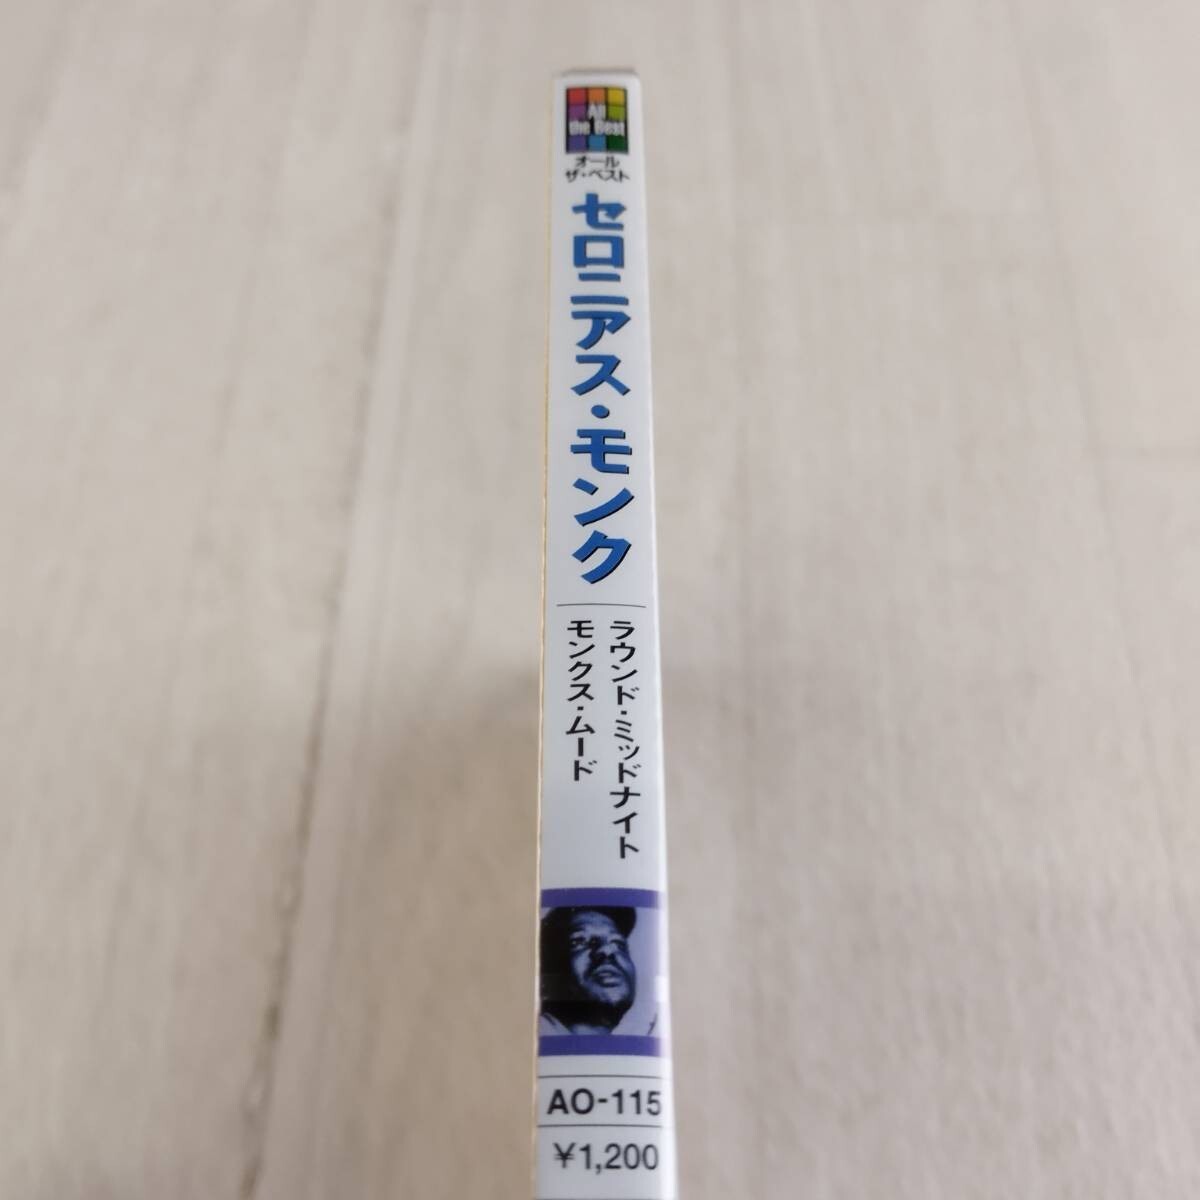 All
the Best
オール
ザ・ベスト
セロニアス・モンク
ラウンド・ミッドナイト
モンクス・ムード
AO-115
¥1,200